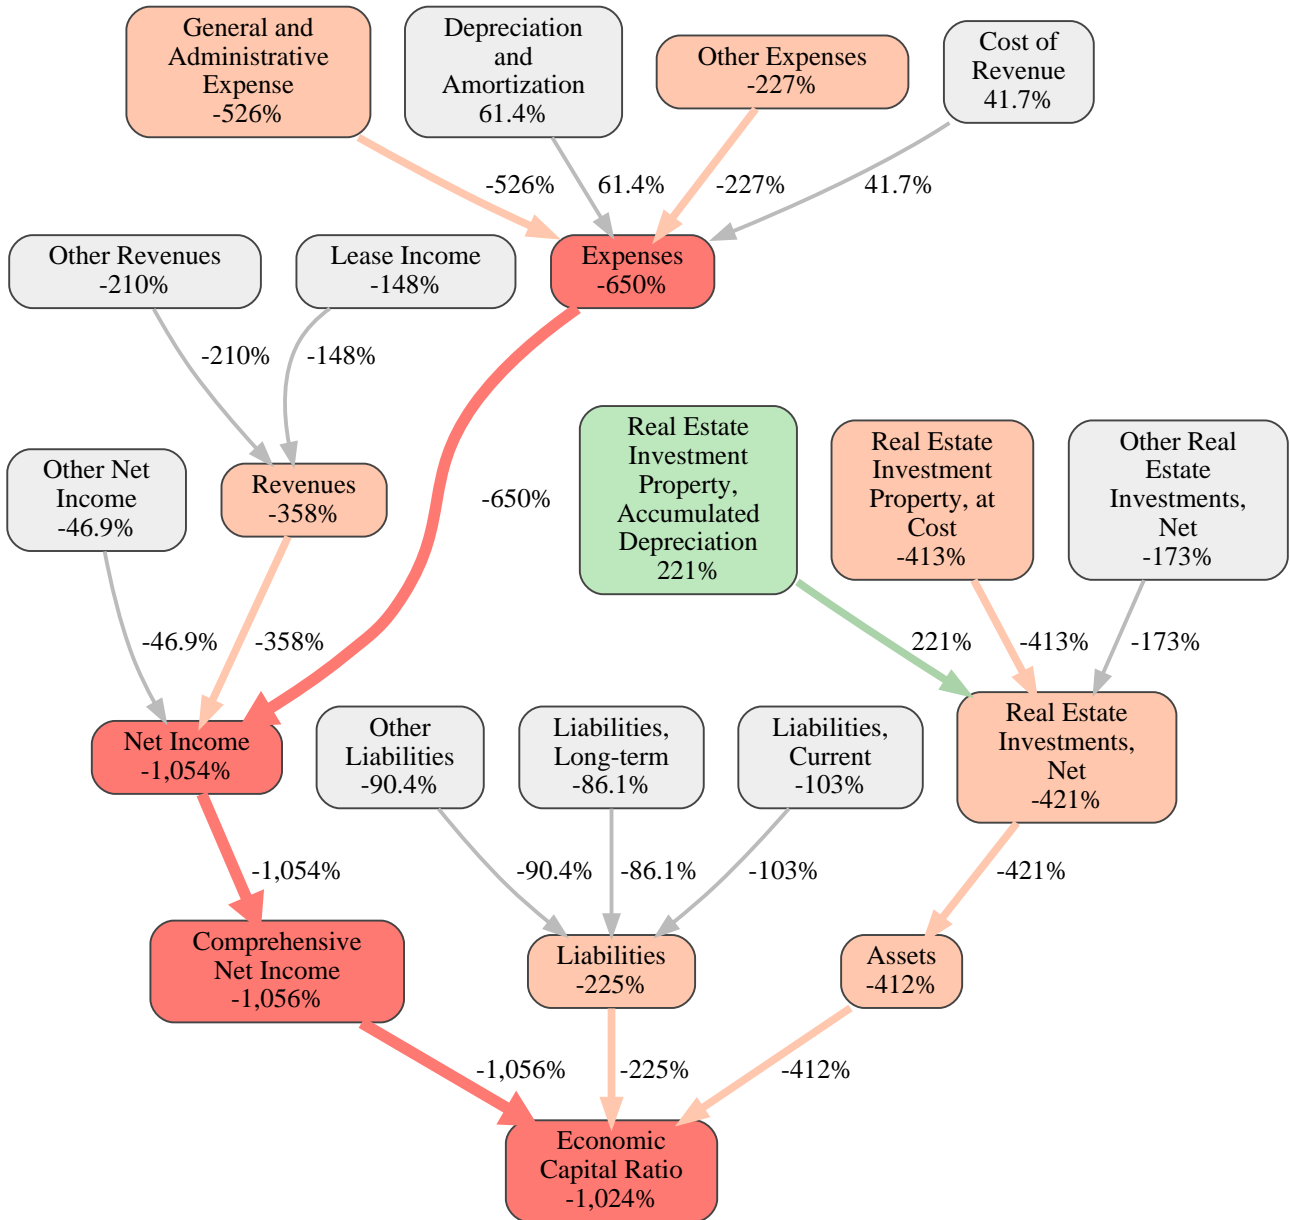 General and
Administrative
Expense
-526%
Depreciation
and
Amortization
61.4%
Other Expenses
-227%
Cost of
Revenue
41.7%
-526%
61.4%
-227%
41.7%
Other Revenues
-210%
Lease Income
-148%
Expenses
-650%
-210%
-148%
-650%
Other Net
Income
-46.9%
Revenues
-358%
Real Estate
Investment
Property,
Accumulated
Depreciation
221%
Real Estate
Investment
Property, at
Cost
-413%
Other Real
Estate
Investments,
Net
-173%
-46.9%
-358%
221%
-413%
-173%
Net Income
-1,054%
Other
Liabilities
-90.4%
Liabilities,
Long-term
-86.1%
Liabilities,
Current
-103%
Real Estate
Investments,
Net
-421%
-1,054%
-90.4%
-86.1%
-103%
-421%
Comprehensive
Net Income
-1,056%
Liabilities
-225%
Assets
-412%
-1,056%
-225%
-412%
Economic
Capital Ratio
-1,024%